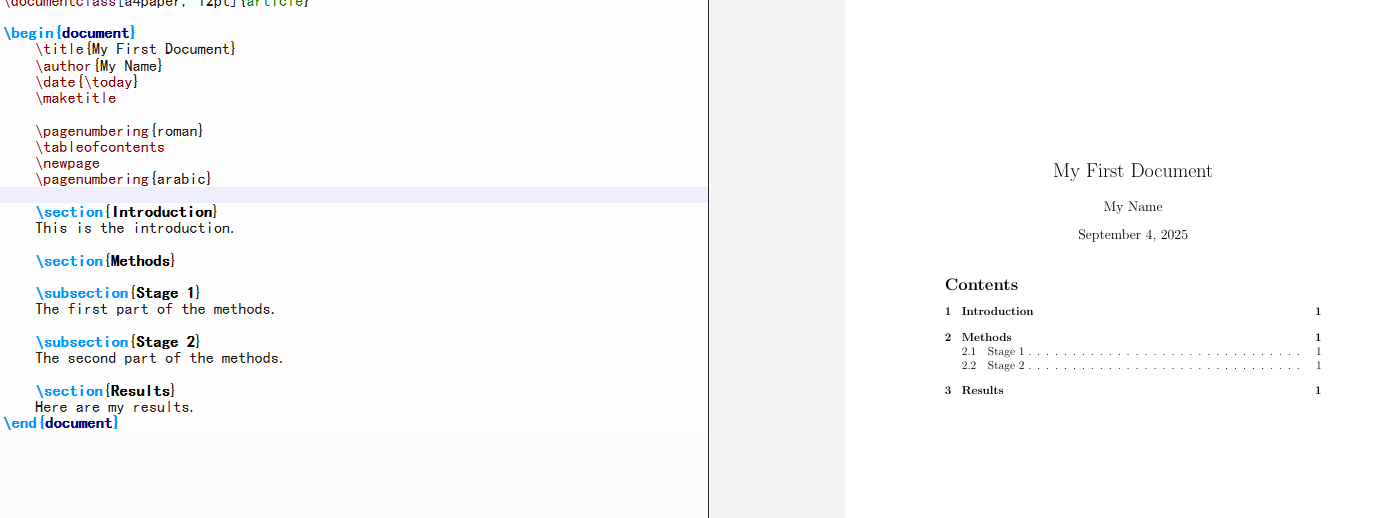 \documentclass[a4paper, 12pt]{article}
\begin{document}
\title{My First Document}
\author{My Name}
\date{\today}
\maketitle
\pagenumbering{roman}
\tableofcontents
\newpage
\pagenumbering{arabic}
\section{Introduction}
This is the introduction.
\section{Methods}
\subsection{Stage 1}
The first part of the methods.
\subsection{Stage 2}
The second part of the methods.
\section{Results}
Here are my results.
\end{document}
My First Document
My Name
September 4, 2025
Contents
1 Introduction 1
2 Methods 1
2.1 Stage 1 . . . . . . . . . . . . . . . . . . . . . . . . . . . . . . . 1
2.2 Stage 2 . . . . . . . . . . . . . . . . . . . . . . . . . . . . . . . 1
3 Results 1